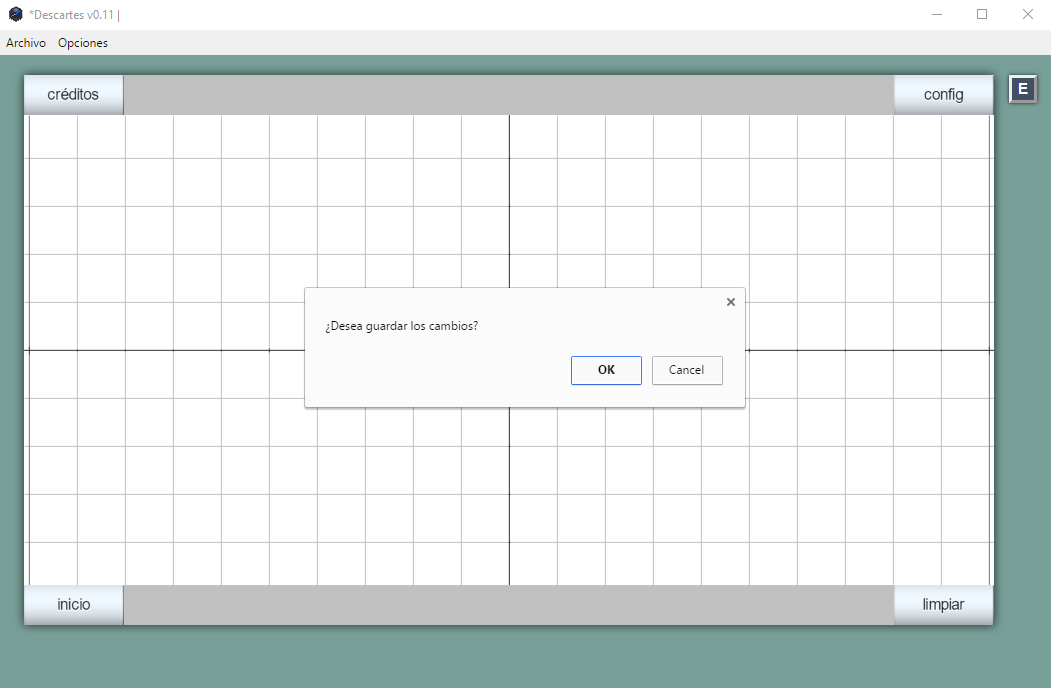 *Descartes v0.11 |
Archivo Opciones
créditos
config
E
¿Desea guardar los cambios?
OK
Cancel
inicio
limpiar